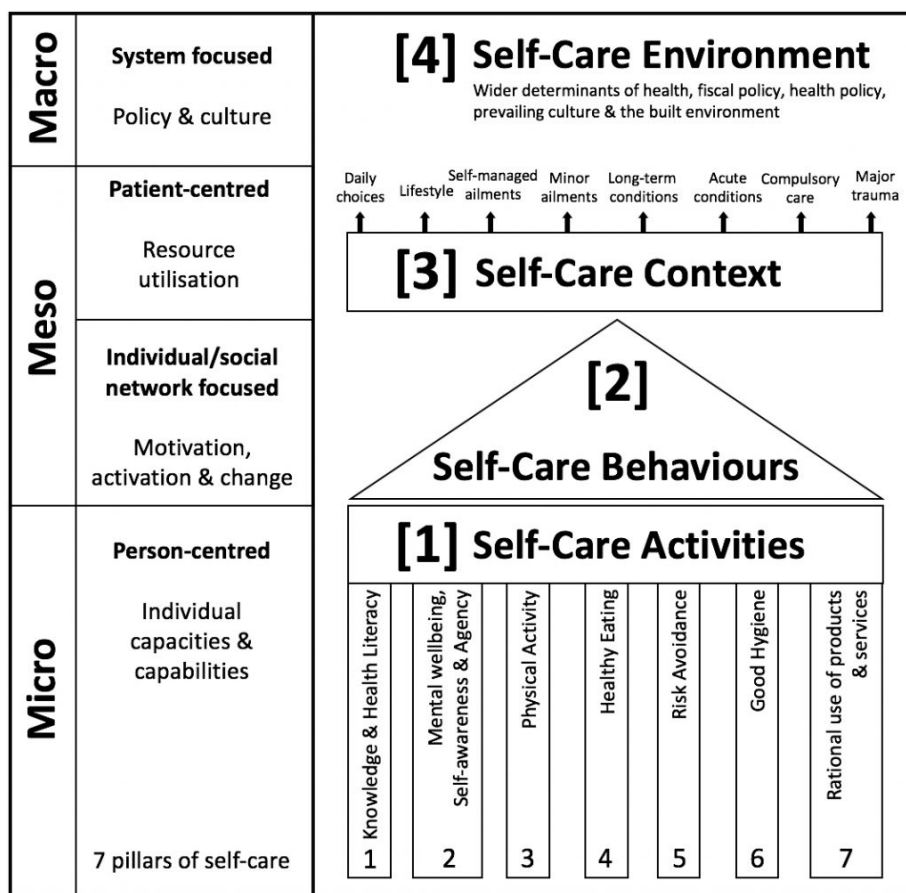 Macro
System focused
Policy & culture
[4] Self-Care Environment
Wider determinants of health, fiscal policy, health policy,
prevailing culture & the built environment
Meso
Patient-centred
Resource
utilisation
Daily
choices
Lifestyle
Self-managed
ailments
Minor
ailments
Long-term
conditions
Acute
conditions
Compulsory
care
Major
trauma
[3] Self-Care Context
Individual/social
network focused
Motivation,
activation & change
[2]
Self-Care Behaviours
Micro
Person-centred
Individual
capacities &
capabilities
7 pillars of self-care
[1] Self-Care Activities
Knowledge & Health Literacy
1
Mental wellbeing,
Self-awareness & Agency
2
Physical Activity
3
Healthy Eating
4
Risk Avoidance
5
Good Hygiene
6
Rational use of products
& services
7